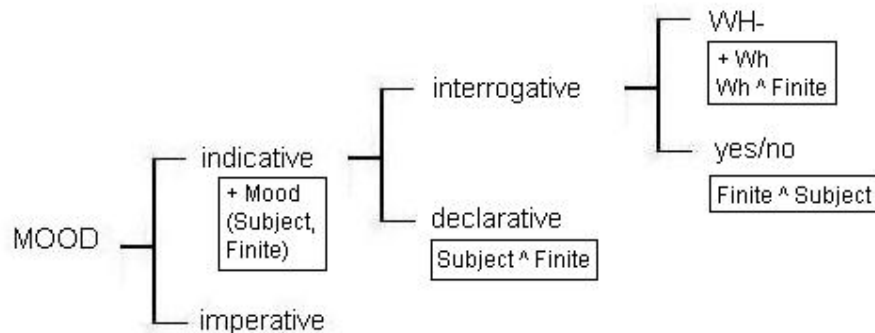 WH-
+ Wh
Wh ^ Finite
interrogative
yes/no
Finite ^ Subject
indicative
+ Mood
(Subject,
Finite)
declarative
Subject ^ Finite
MOOD
imperative